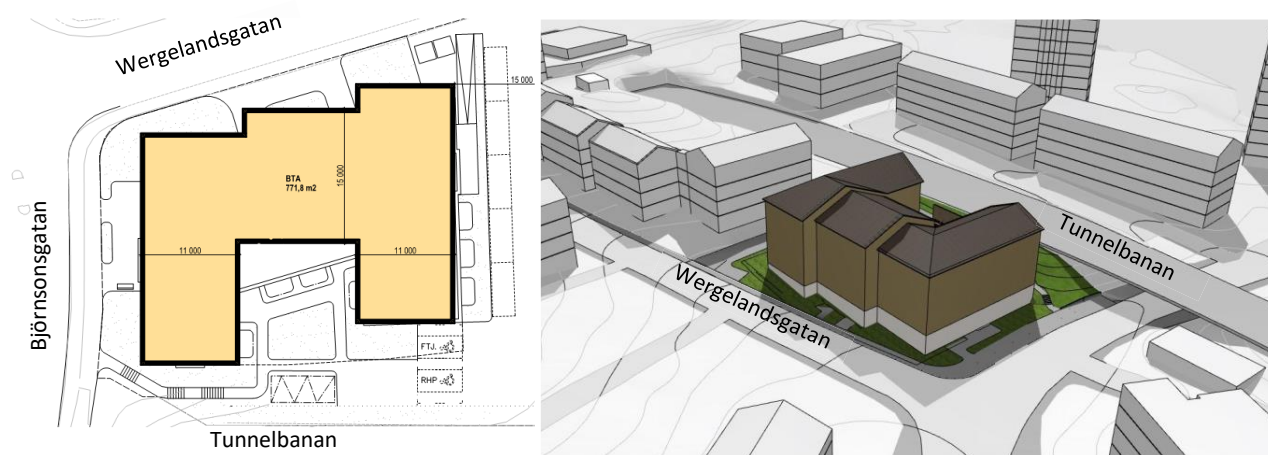 Wergelandsgatan
15 000
BTA
771,8 m2
15 000
11 000
11 000
Björnsonsgatan
FTJ.
RHP
Tunnelbanan
Tunnelbanan
Wergelandsgatan